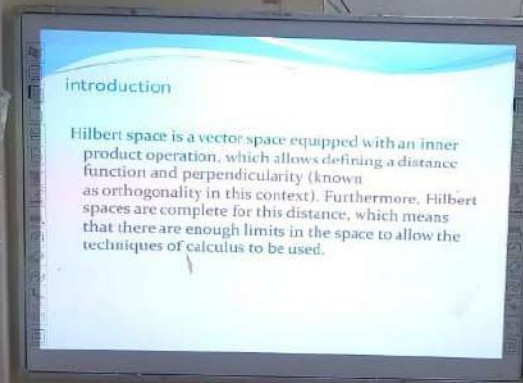 introduction
Hilbert space is a vector space equipped with an inner
product operation, which allows defining a distance
function and perpendicularity (known
as orthogonality in this context). Furthermore, Hilbert
spaces are complete for this distance, which means
that there are enough limits in the space to allow the
techniques of calculus to be used.